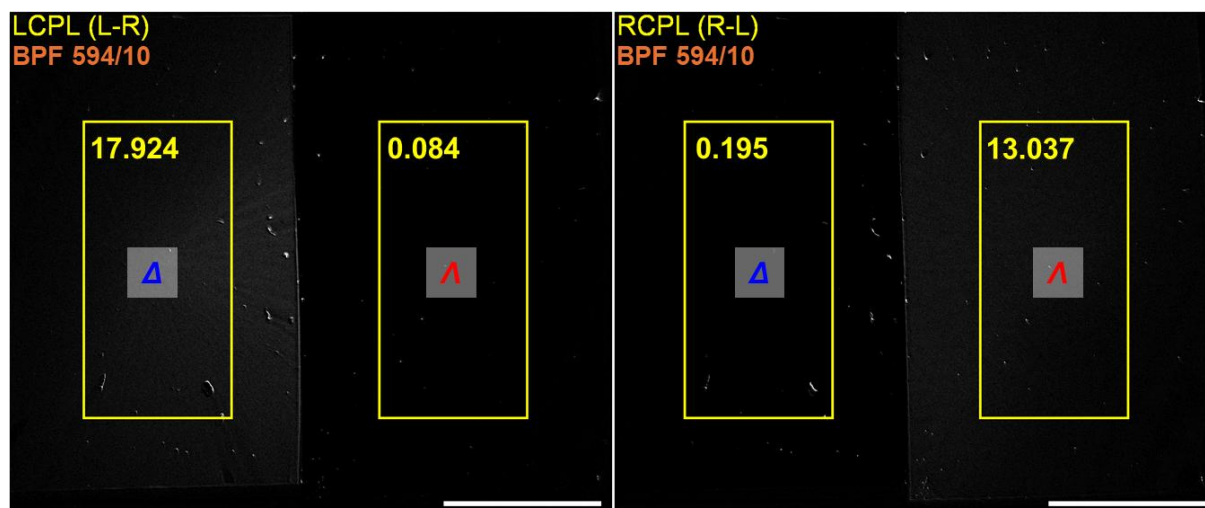 LCPL (L-R)
BPF 594/10
17.924
0.084
Δ
Λ
RCPL (R-L)
BPF 594/10
0.195
13.037
Δ
Λ